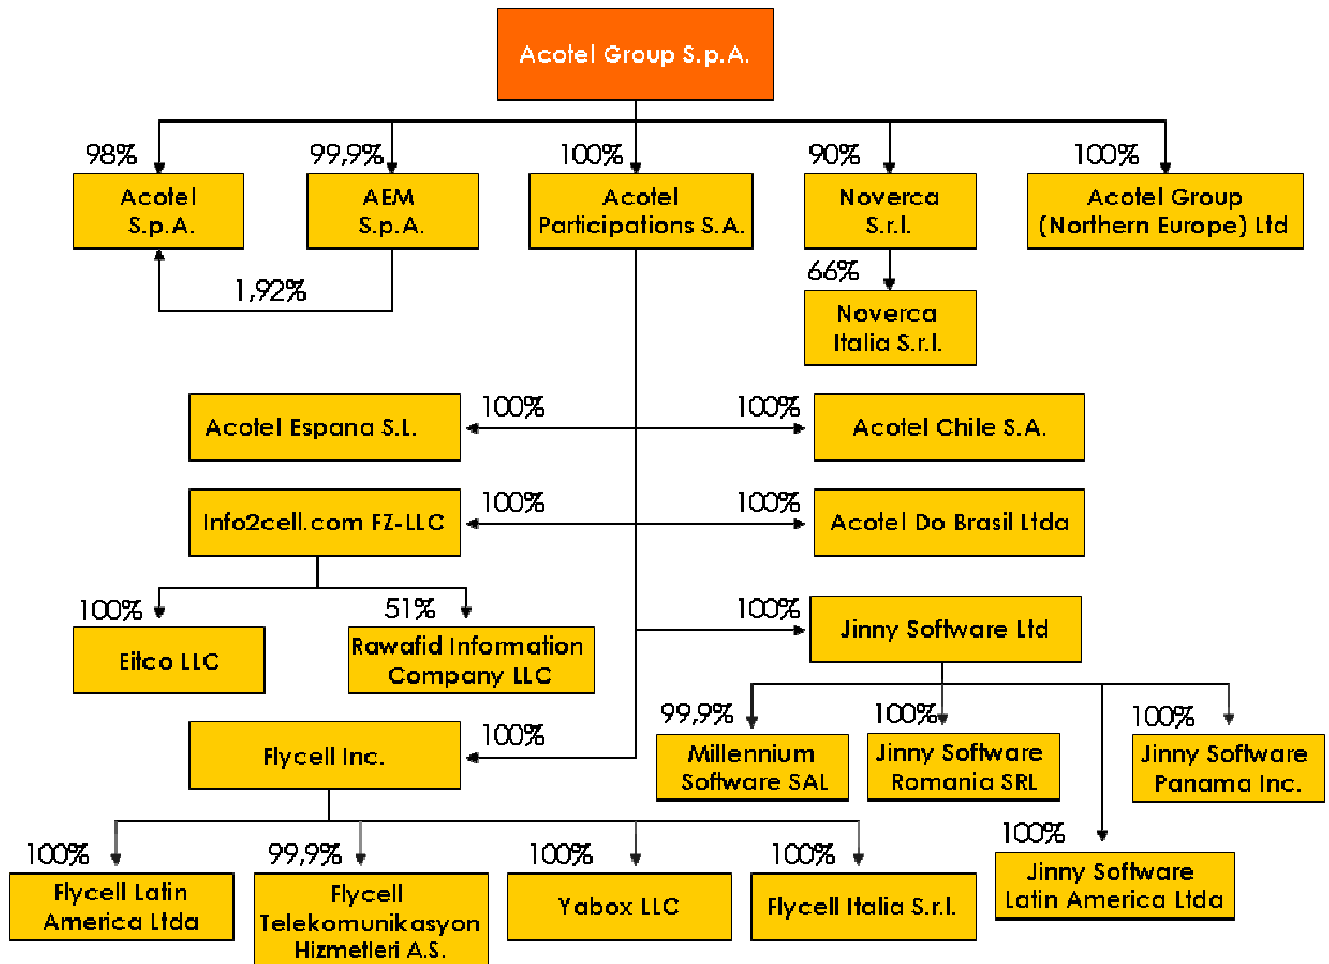 Acotel Group S.p.A.
98%
99,9%
100%
90%
100%
Acotel
S.p.A.
AEM
S.p.A.
Acotel
Participations S.A.
Noverca
S.r.l.
Acotel Group
(Northern Europe) Ltd
1,92%
66%
Noverca
Italia S.r.l.
100%
100%
Acotel Espana S.L.
Acotel Chile S.A.
100%
100%
Info2cell.com FZ-LLC
Acotel Do Brasil Ltda
100%
51%
100%
Eitco LLC
Rawafid Information
Company LLC
Jinny Software Ltd
100%
Flycell Inc.
99,9%
100%
100%
Millennium
Software SAL
Jinny Software
Romania SRL
Jinny Software
Panama Inc.
100%
99,9%
100%
100%
100%
Flycell Latin
America Ltda
Flycell
Telekomunikasyon
Hizmetleri A.S.
Yabox LLC
Flycell Italia S.r.l.
Jinny Software
Latin America Ltda